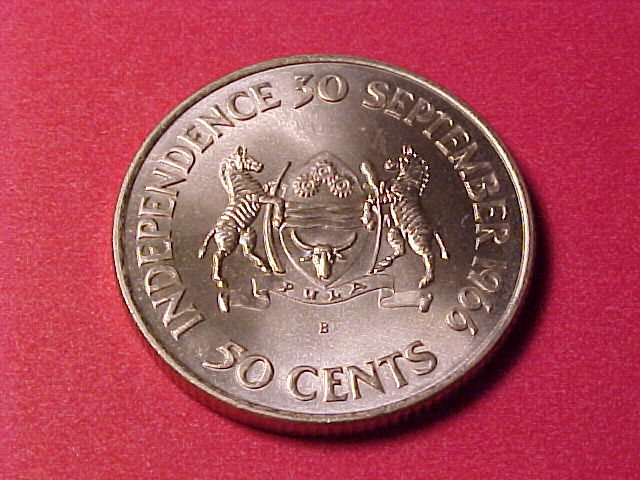 INDEPENDENCE 30 SEPTEMBER 1966
PULA
B
50 CENTS